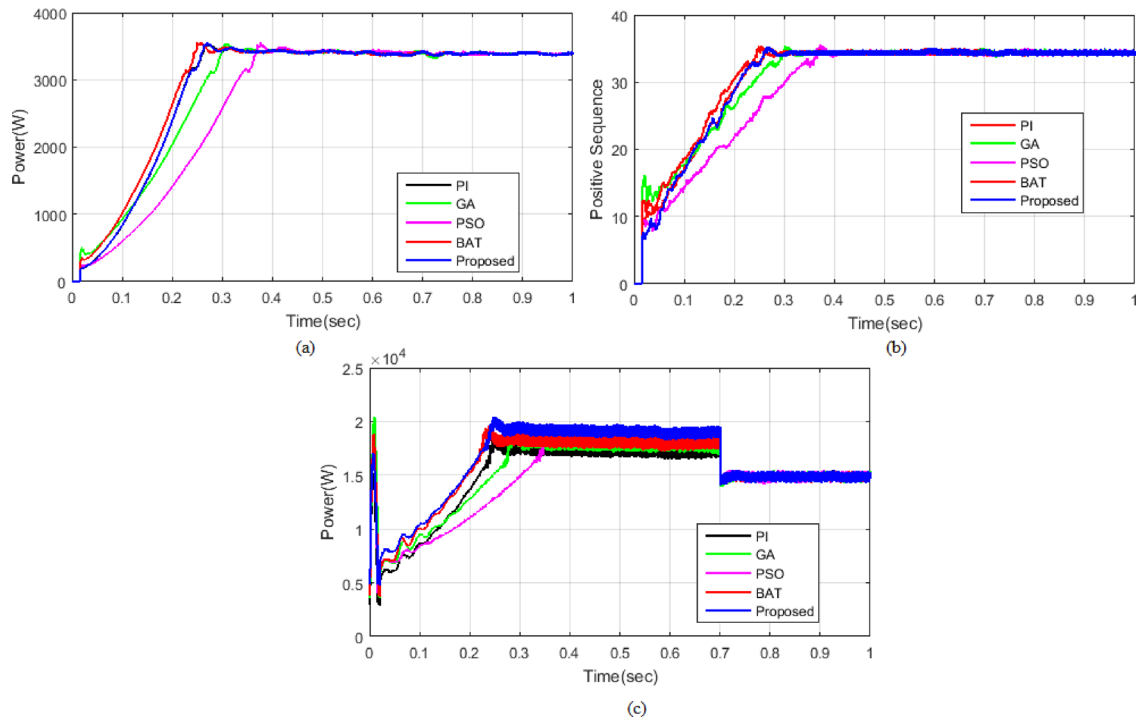 4000
3000
2000
1000
0
Power(W)
PI
GA
PSO
BAT
Proposed
0 0.1 0.2 0.3 0.4 0.5 0.6 0.7 0.8 0.9 1
Time(sec)
(a)
40
30
20
10
0
Positive Sequence
PI
GA
PSO
BAT
Proposed
0 0.1 0.2 0.3 0.4 0.5 0.6 0.7 0.8 0.9 1
Time(sec)
(b)
×10⁴
2.5
2
1.5
1
0.5
0
Power(W)
PI
GA
PSO
BAT
Proposed
0 0.1 0.2 0.3 0.4 0.5 0.6 0.7 0.8 0.9 1
Time(sec)
(c)